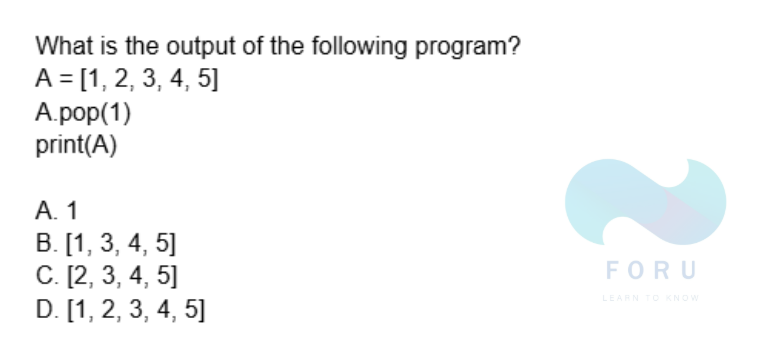 What is the output of the following program?
A = [1, 2, 3, 4, 5]
A.pop(1)
print(A)
A. 1
B. [1, 3, 4, 5]
C. [2, 3, 4, 5]
D. [1, 2, 3, 4, 5]
FORU
LEARN TO KNOW